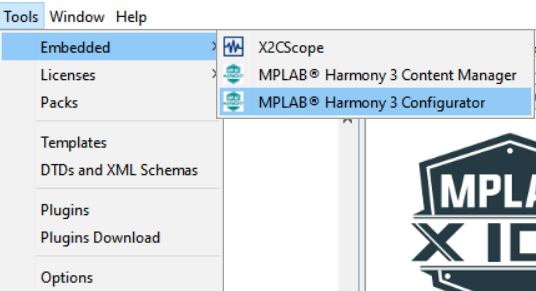 Tools Window Help
Embedded
X2CScope
Licenses
MPLAB® Harmony 3 Content Manager
Packs
MPLAB® Harmony 3 Configurator
Templates
DTDs and XML Schemas
Plugins
Plugins Download
Options
MPLA
X ID